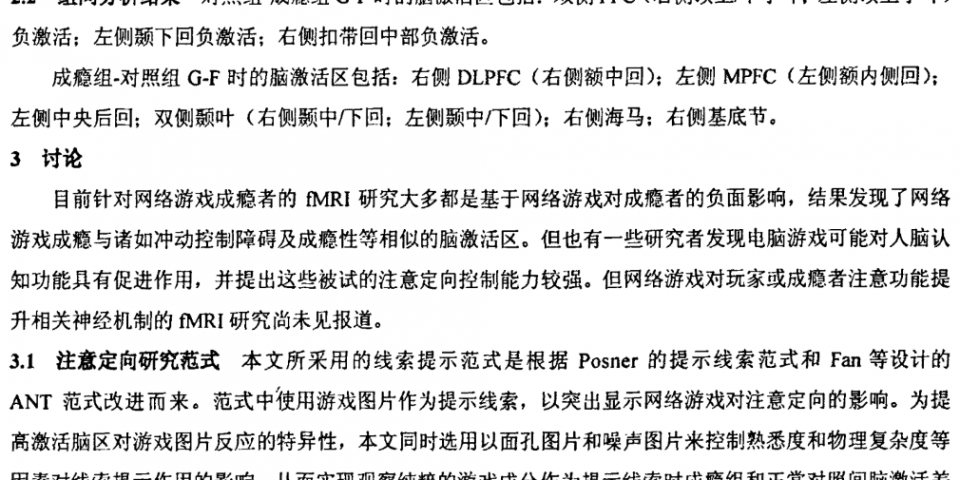 负激活；左侧颞下回负激活；右侧扣带回中部负激活。
成瘾组-对照组 G-F 时的脑激活区包括：右侧 DLPFC（右侧额中回）；左侧 MPFC（左侧额内侧回）；
左侧中央后回；双侧颞叶（右侧颞中/下回；左侧颞中/下回）；右侧海马；右侧基底节。
3 讨论
目前针对网络游戏成瘾者的 fMRI 研究大多都是基于网络游戏对成瘾者的负面影响，结果发现了网络
游戏成瘾与诸如冲动控制障碍及成瘾性等相似的脑激活区。但也有一些研究者发现电脑游戏可能对人脑认
知功能具有促进作用，并提出这些被试的注意定向控制能力较强。但网络游戏对玩家或成瘾者注意功能提
升相关神经机制的 fMRI 研究尚未见报道。
3.1 注意定向研究范式 本文所采用的线索提示范式是根据 Posner 的提示线索范式和 Fan 等设计的
ANT 范式改进而来。范式中使用游戏图片作为提示线索，以突出显示网络游戏对注意定向的影响。为提
高激活脑区对游戏图片反应的特异性，本文同时选用以面孔图片和噪声图片来控制熟悉度和物理复杂度等